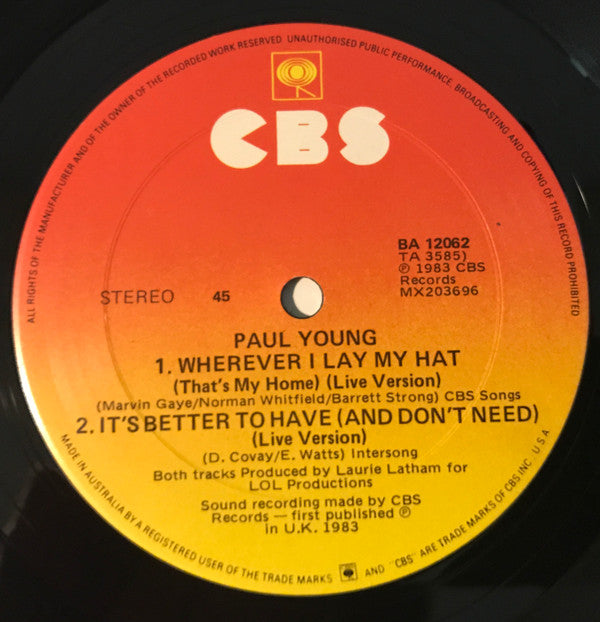 ALL RIGHTS OF THE MANUFACTURER AND OF THE OWNER OF THE RECORDED WORK RESERVED. UNAUTHORISED PUBLIC PERFORMANCE, BROADCASTING AND COPYING OF THIS RECORD PROHIBITED
CBS
BA 12062
TA 3585)
℗ 1983 CBS
Records
MX203696
STEREO 45
PAUL YOUNG
1. WHEREVER I LAY MY HAT
(That's My Home) (Live Version)
(Marvin Gaye/Norman Whitfield/Barrett Strong) CBS Songs
2. IT'S BETTER TO HAVE (AND DON'T NEED)
(Live Version)
(D. Covay/E. Watts) Intersong
Both tracks Produced by Laurie Latham for
LOL Productions
Sound recording made by CBS
Records — first published ℗
in U.K. 1983
MADE IN AUSTRALIA BY A REGISTERED USER OF THE TRADE MARKS AND "CBS" ARE TRADE MARKS OF CBS INC. U.S.A